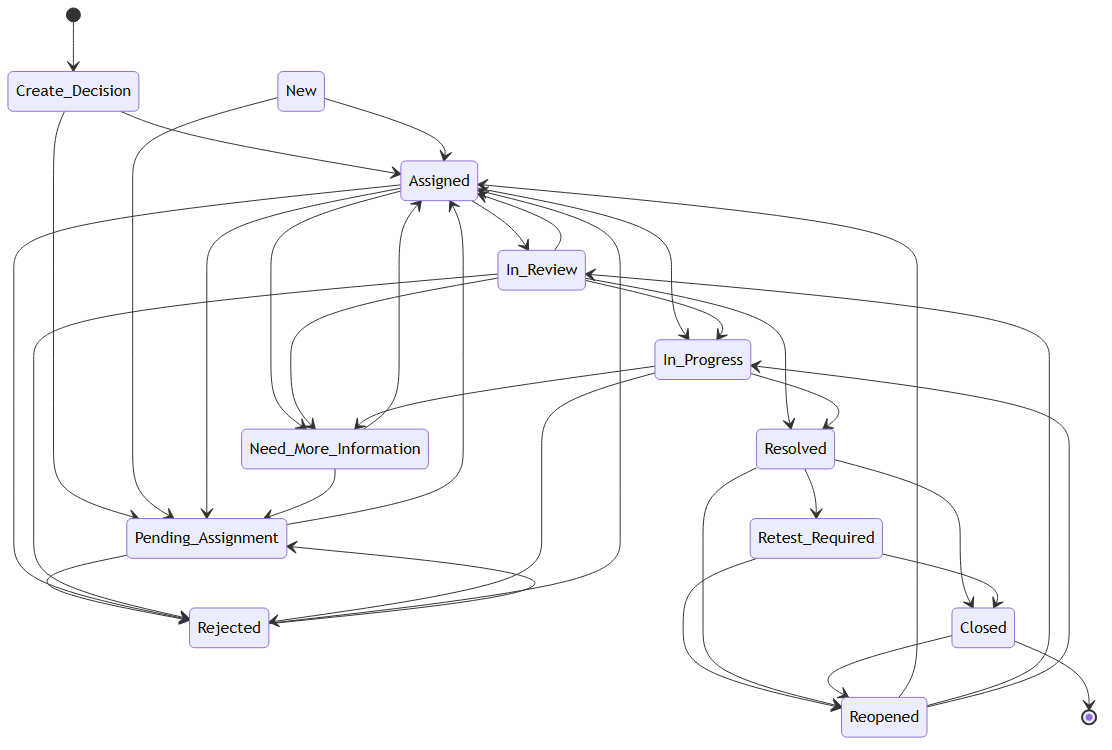 Create_Decision
New
Assigned
In_Review
In_Progress
Need_More_Information
Resolved
Pending_Assignment
Retest_Required
Rejected
Closed
Reopened